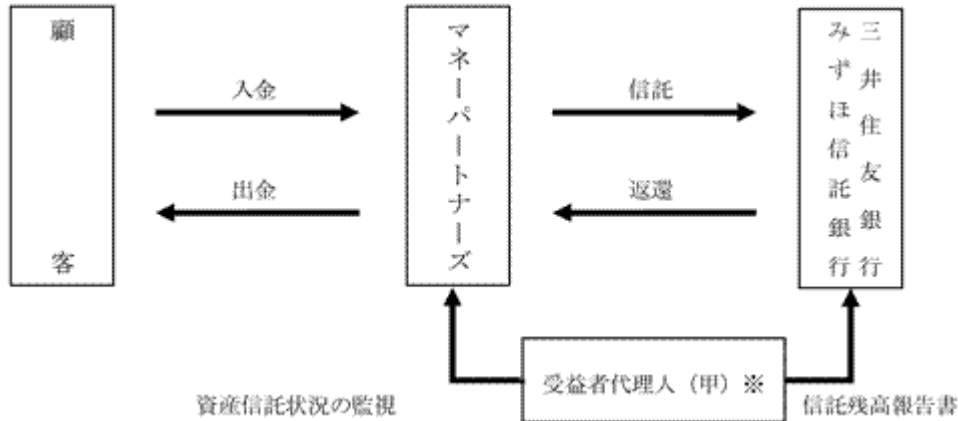 顧客
入金
出金
マネーパートナーズ
信託
返還
三井住友銀行
みずほ信託銀行
受益者代理人（甲）※
資産信託状況の監視
信託残高報告書